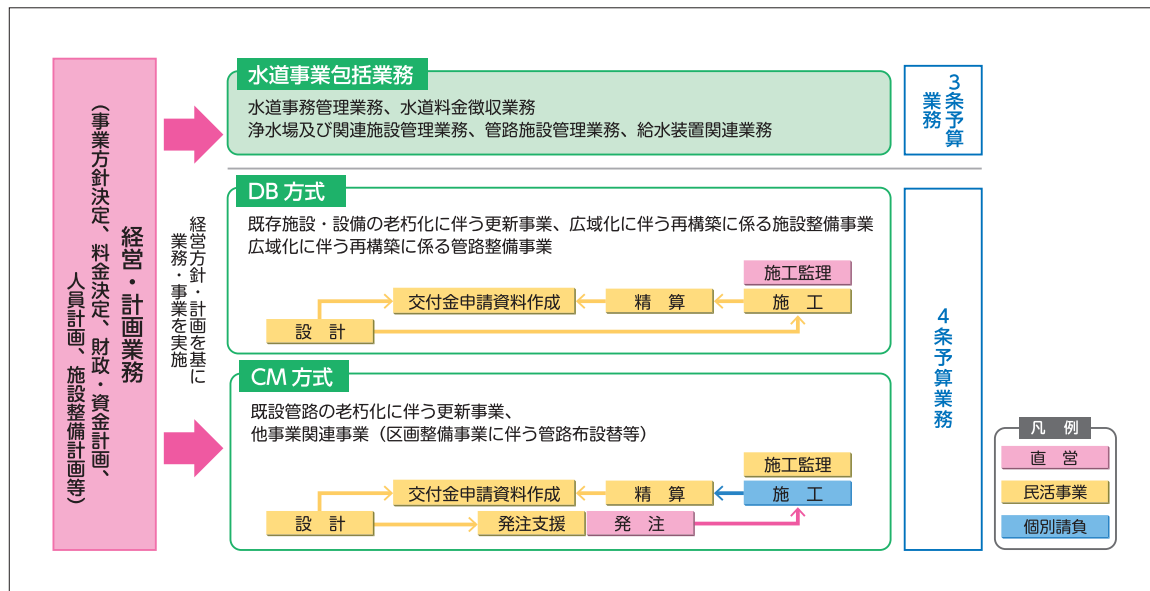 経営・計画業務
（事業方針決定、料金決定、財政・資金計画、
人員計画、施設整備計画等）
経営方針・計画を基に
業務・事業を実施
水道事業包括業務
水道事務管理業務、水道料金徴収業務
浄水場及び関連施設管理業務、管路施設管理業務、給水装置関連業務
3条予算
業務
DB 方式
既存施設・設備の老朽化に伴う更新事業、広域化に伴う再構築に係る施設整備事業
広域化に伴う再構築に係る管路整備事業
施工監理
交付金申請資料作成
精　算
施　工
設　計
CM 方式
既設管路の老朽化に伴う更新事業、
他事業関連事業（区画整備事業に伴う管路布設替等）
施工監理
交付金申請資料作成
精　算
施　工
設　計
発注支援
発　注
4条予算業務
凡　例
直　営
民活事業
個別請負